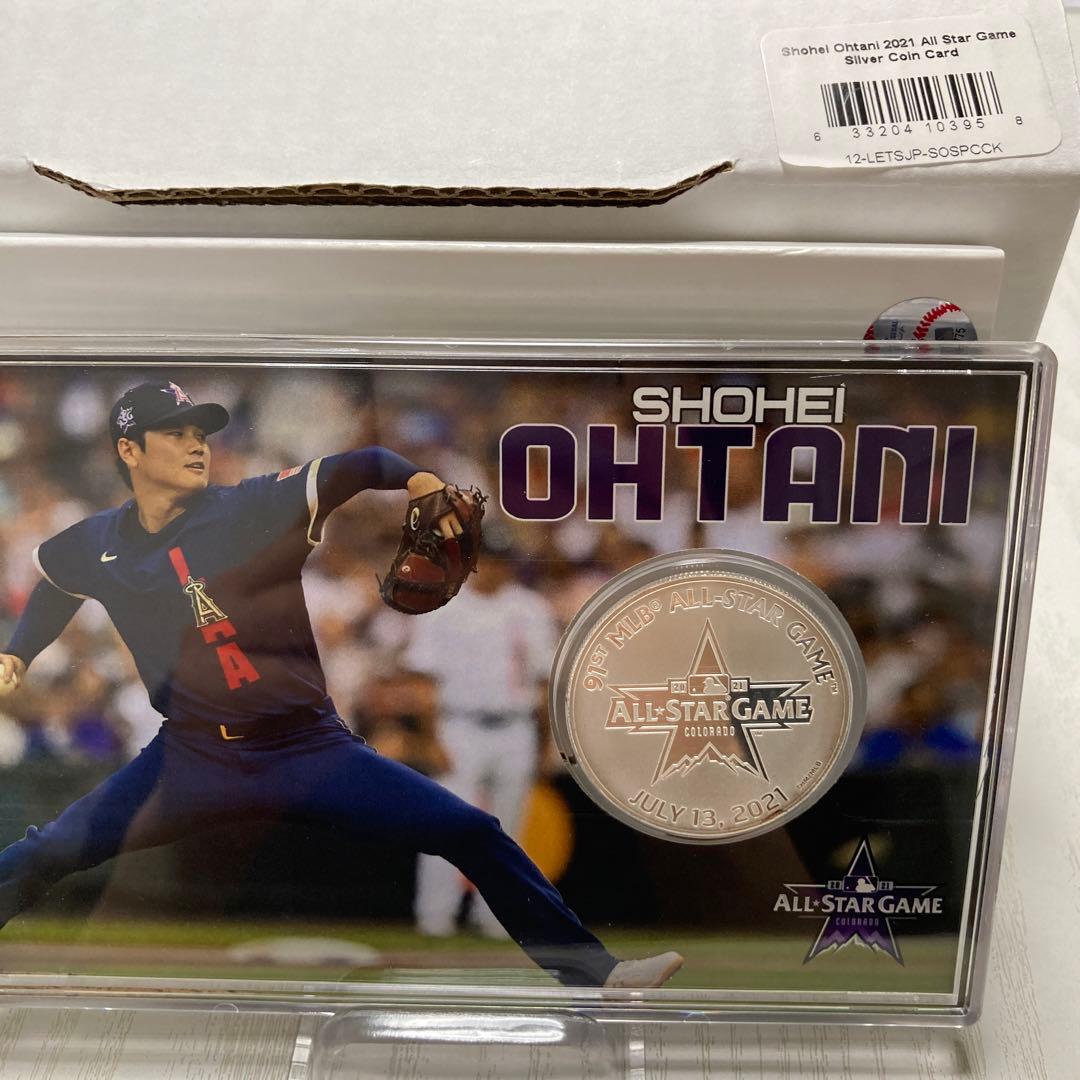 Shohei Ohtani 2021 All Star Game
Silver Coin Card
6 33204 10395 8
12-LETSJP-SOSPCCK
SHOHEI
OHTANI
91ST MLB® ALL-STAR GAME™
20 21
ALL★STAR GAME
COLORADO
JULY 13, 2021
20 21
ALL★STAR GAME
COLORADO
A